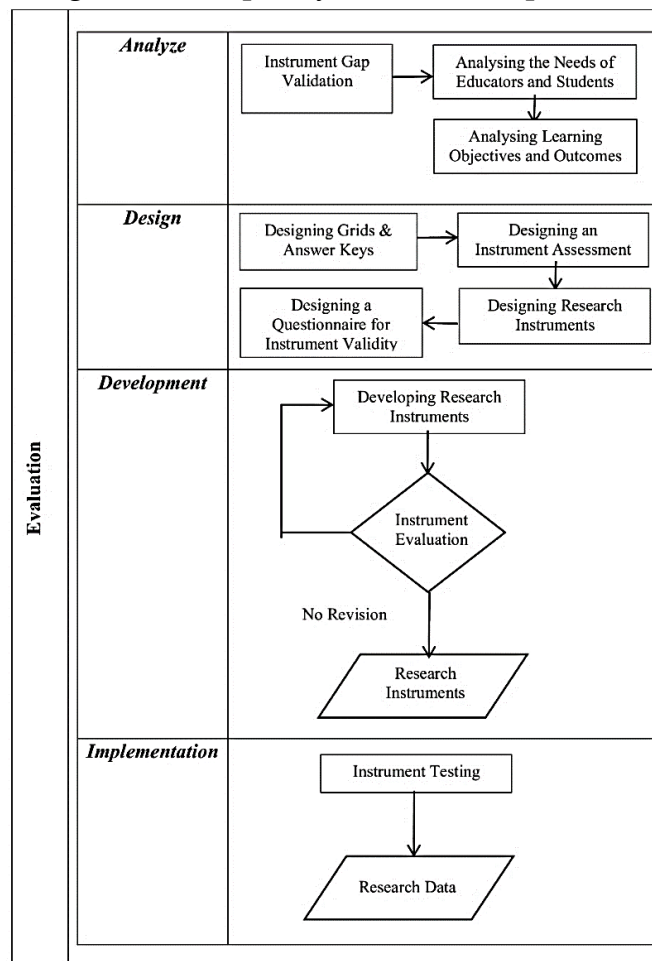 Analyze
Instrument Gap
Validation
Analysing the Needs of
Educators and Students
Analysing Learning
Objectives and Outcomes
Design
Designing Grids &
Answer Keys
Designing an
Instrument Assessment
Designing a
Questionnaire for
Instrument Validity
Designing Research
Instruments
Development
Developing Research
Instruments
Instrument
Evaluation
No Revision
Research
Instruments
Evaluation
Implementation
Instrument Testing
Research Data